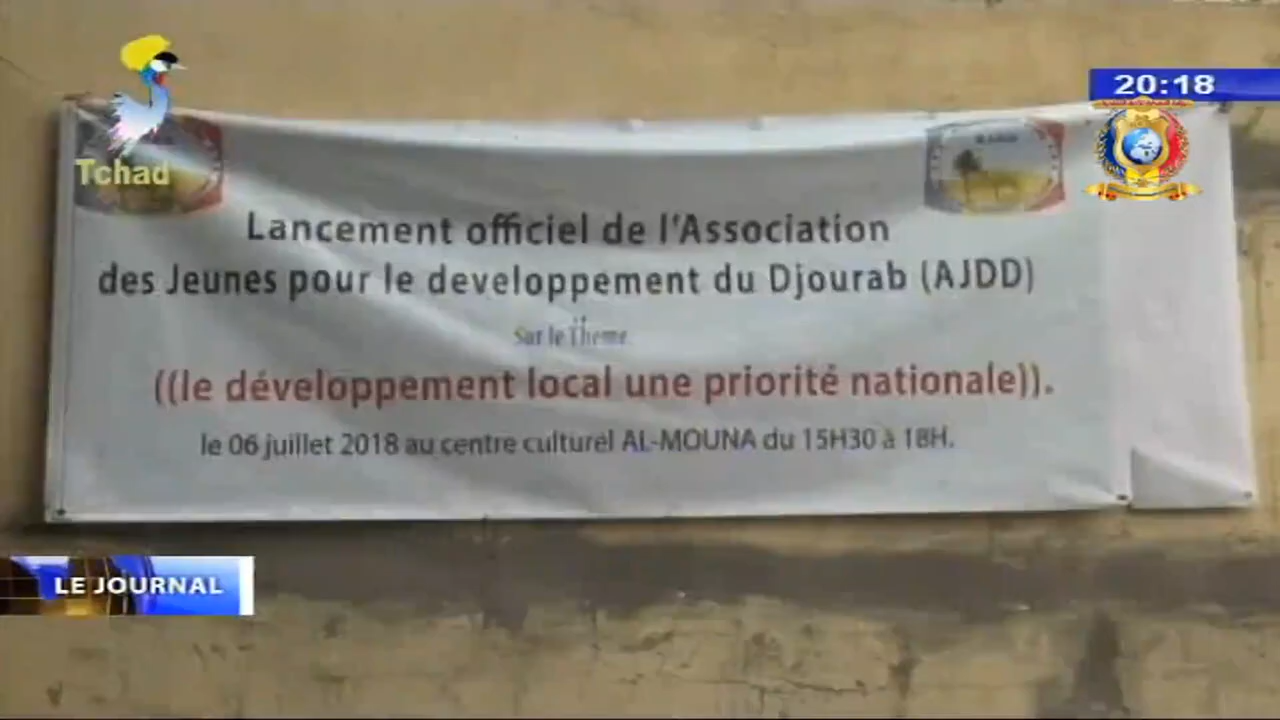 20:18
Tchad
Lancement officiel de l'Association
des Jeunes pour le developpement du Djourab (AJDD)
Sur le Theme
((le développement local une priorité nationale)).
le 06 juillet 2018 au centre culturel AL-MOUNA du 15H30 à 18H.
LE JOURNAL